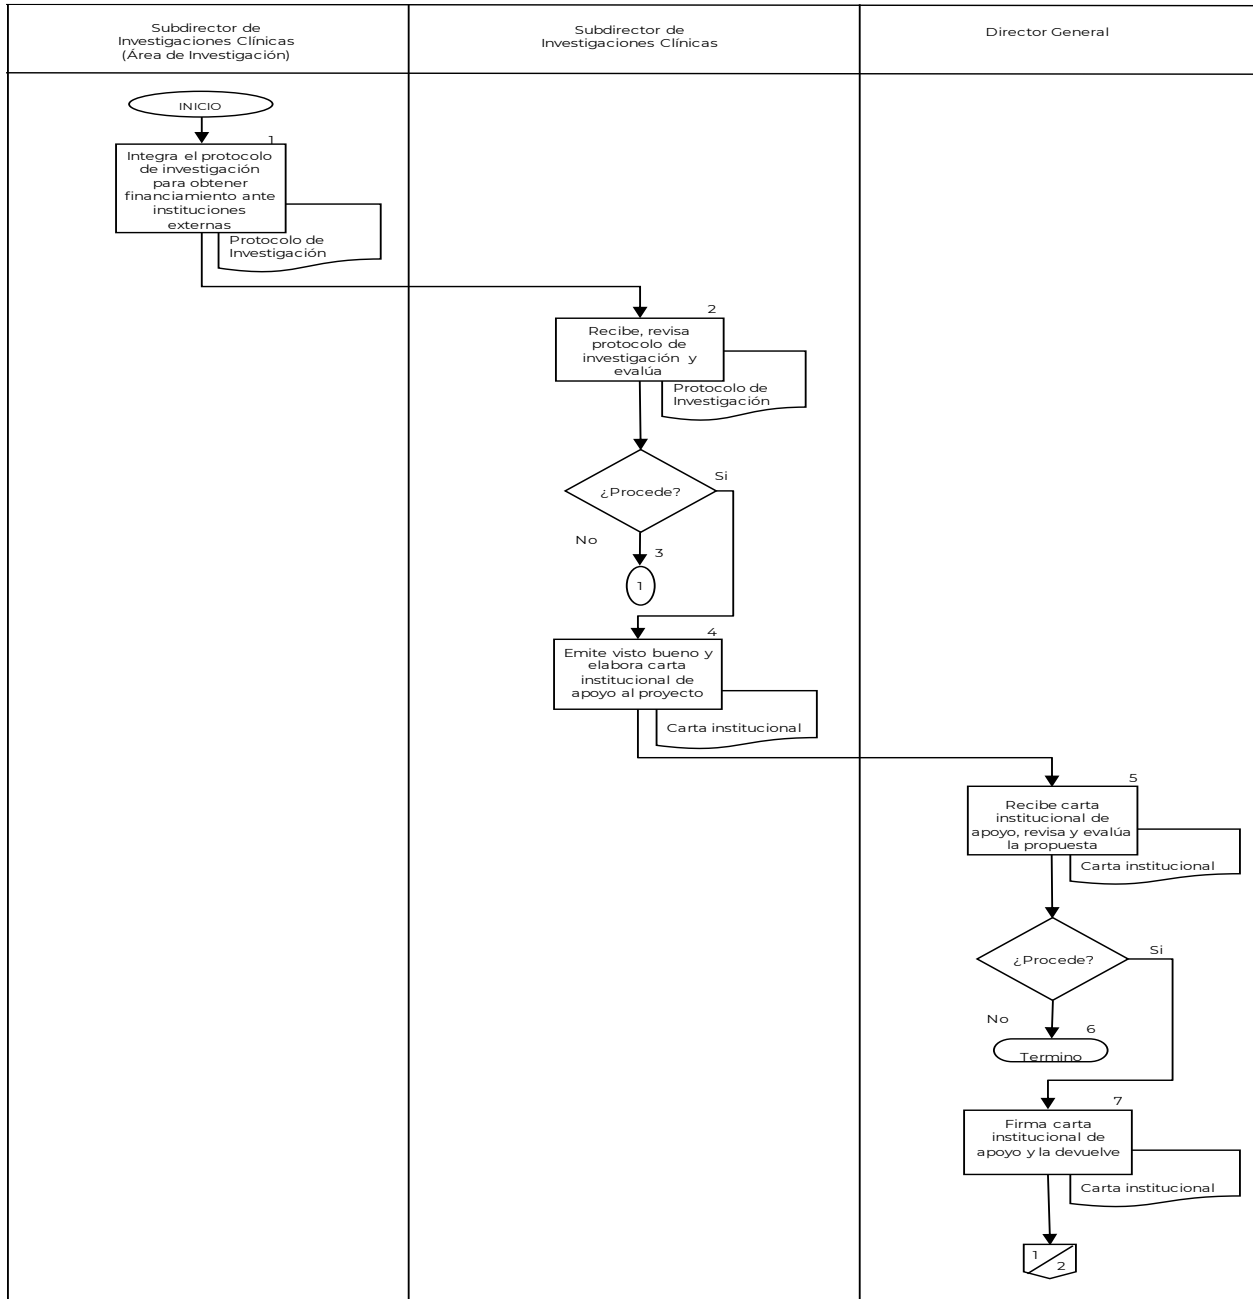 Subdirector de
Investigaciones Clínicas
(Área de Investigación)
Subdirector de
Investigaciones Clínicas
Director General
INICIO
1
Integra el protocolo
de investigación
para obtener
financiamiento ante
instituciones
externas
Protocolo de
Investigación
2
Recibe, revisa
protocolo de
investigación y
evalúa
Protocolo de
Investigación
¿Procede?
Si
No
3
1
4
Emite visto bueno y
elabora carta
institucional de
apoyo al proyecto
Carta institucional
5
Recibe carta
institucional de
apoyo, revisa y evalúa
la propuesta
Carta institucional
¿Procede?
Si
No
6
Termino
7
Firma carta
institucional de
apoyo y la devuelve
Carta institucional
1
2